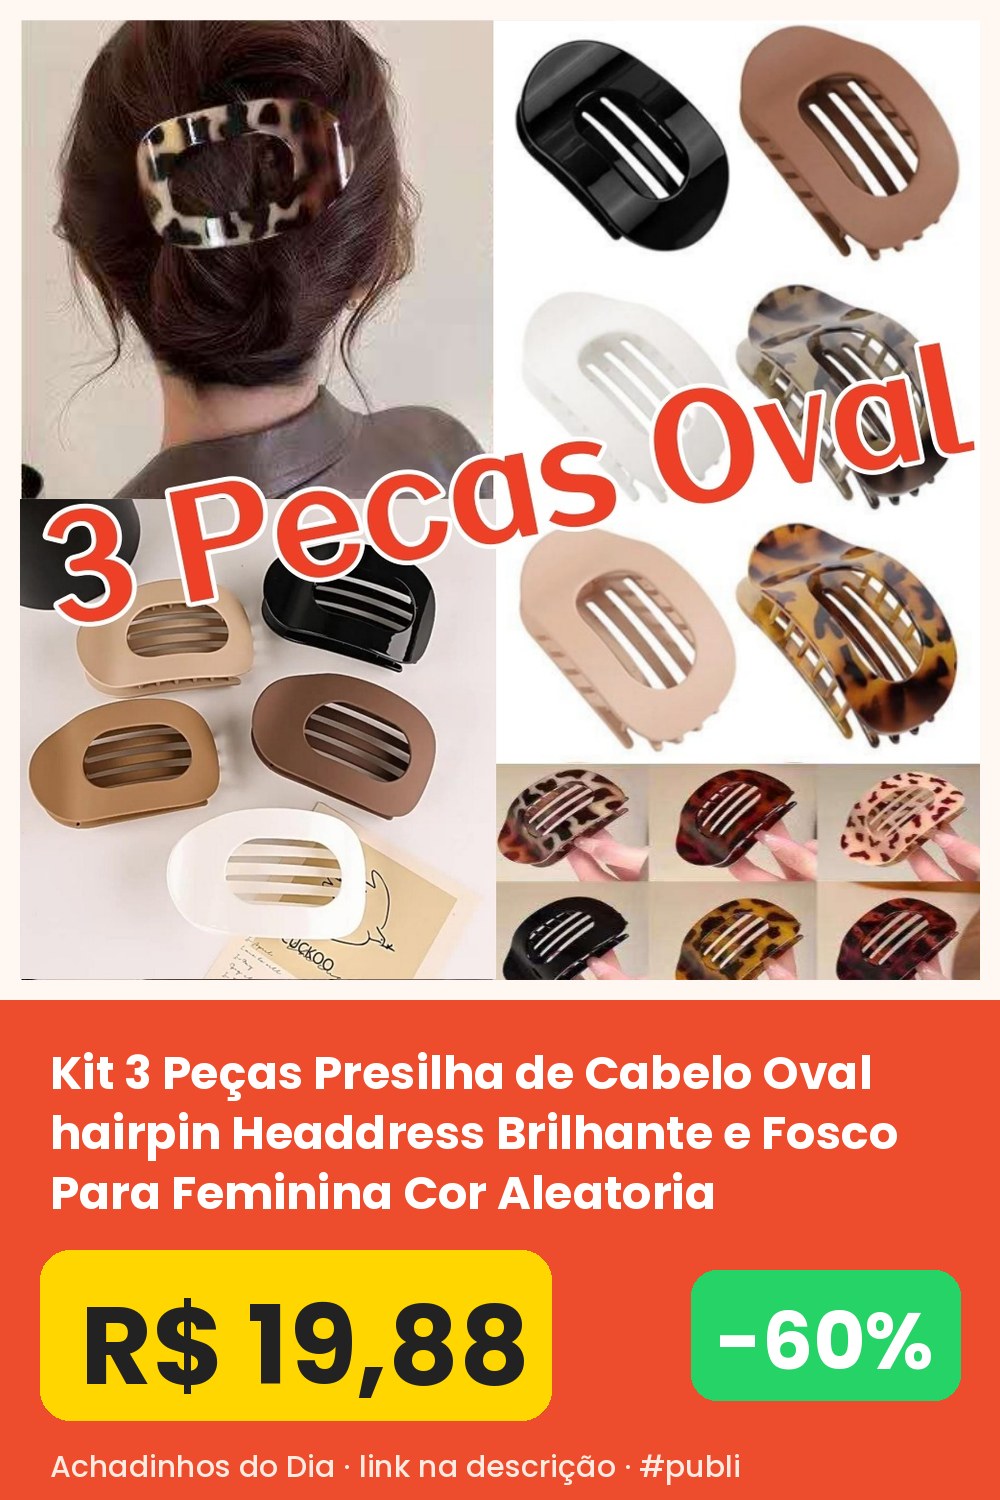 3 Pecas Oval
CUCKOO
Kit 3 Peças Presilha de Cabelo Oval
hairpin Headdress Brilhante e Fosco
Para Feminina Cor Aleatoria
R$ 19,88
-60%
Achadinhos do Dia · link na descrição · #publi